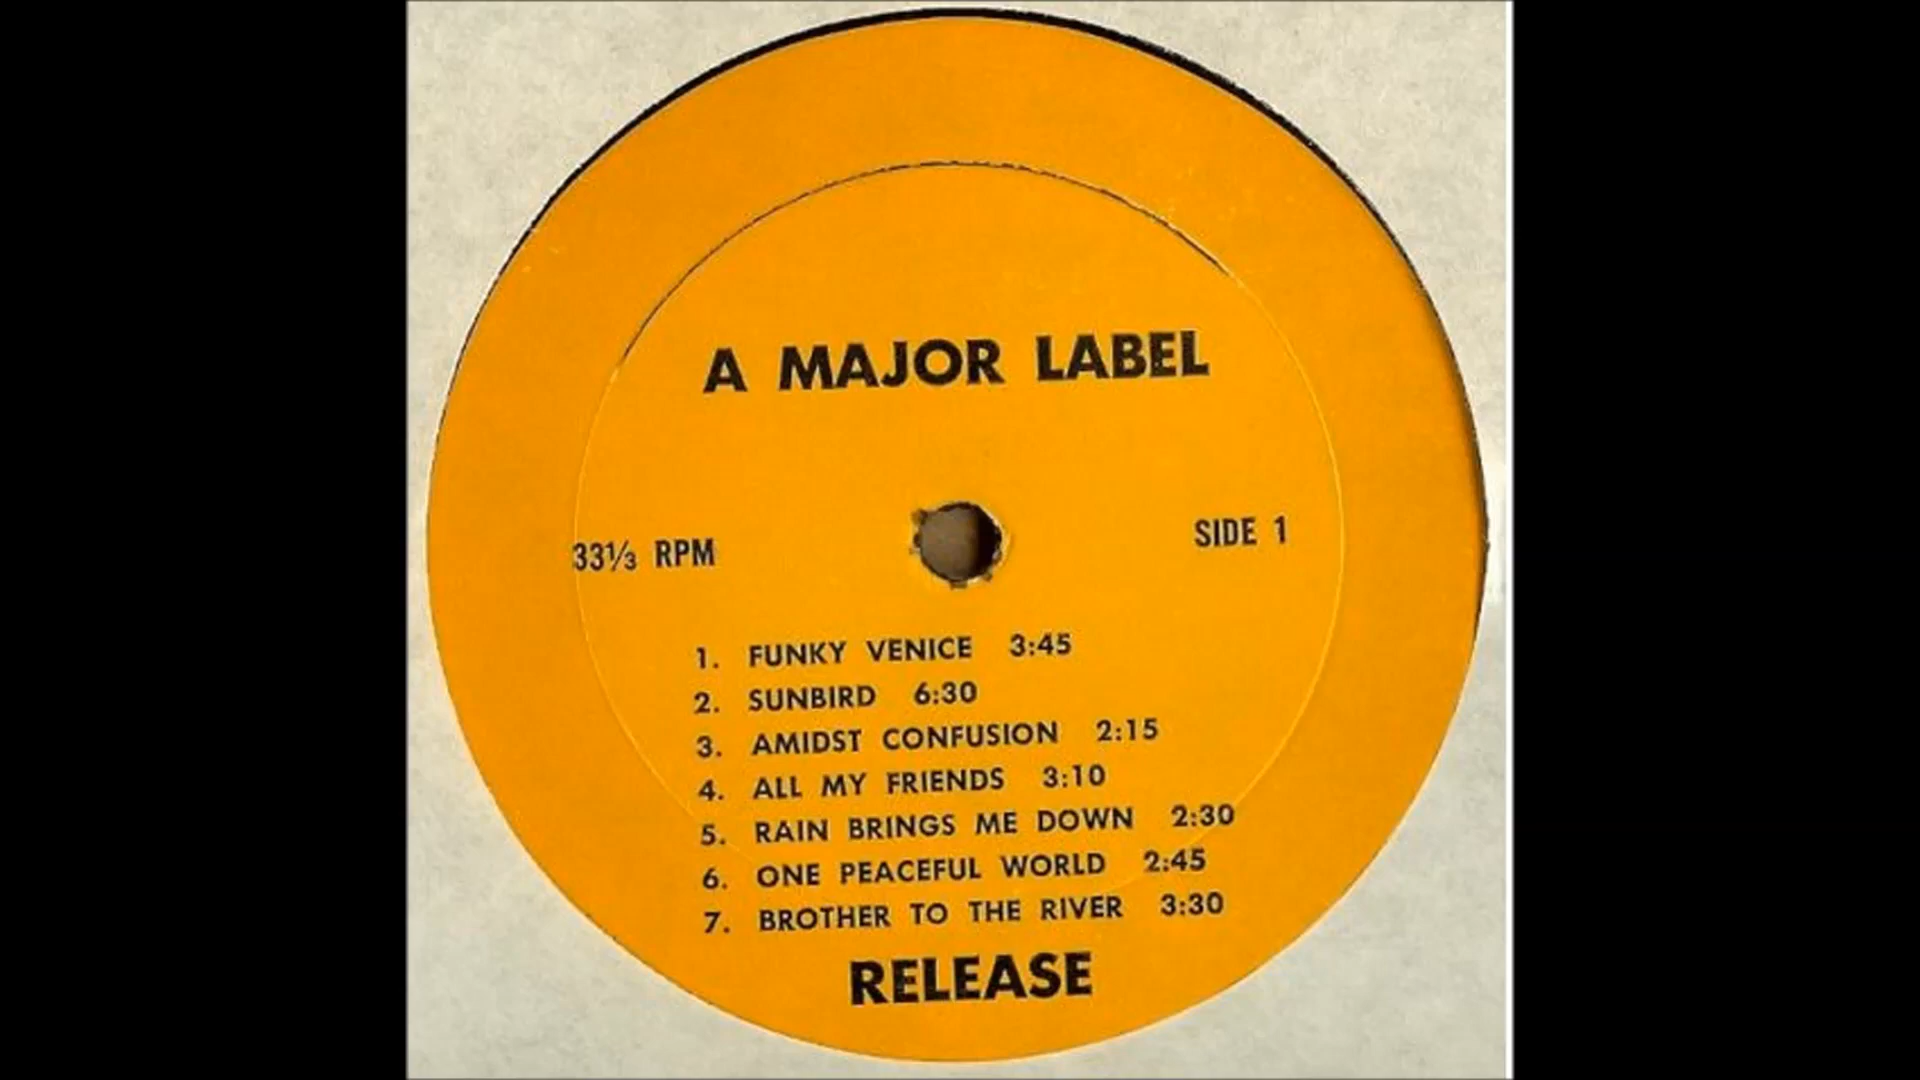 A MAJOR LABEL
33⅓ RPM
SIDE 1
1. FUNKY VENICE 3:45
2. SUNBIRD 6:30
3. AMIDST CONFUSION 2:15
4. ALL MY FRIENDS 3:10
5. RAIN BRINGS ME DOWN 2:30
6. ONE PEACEFUL WORLD 2:45
7. BROTHER TO THE RIVER 3:30
RELEASE